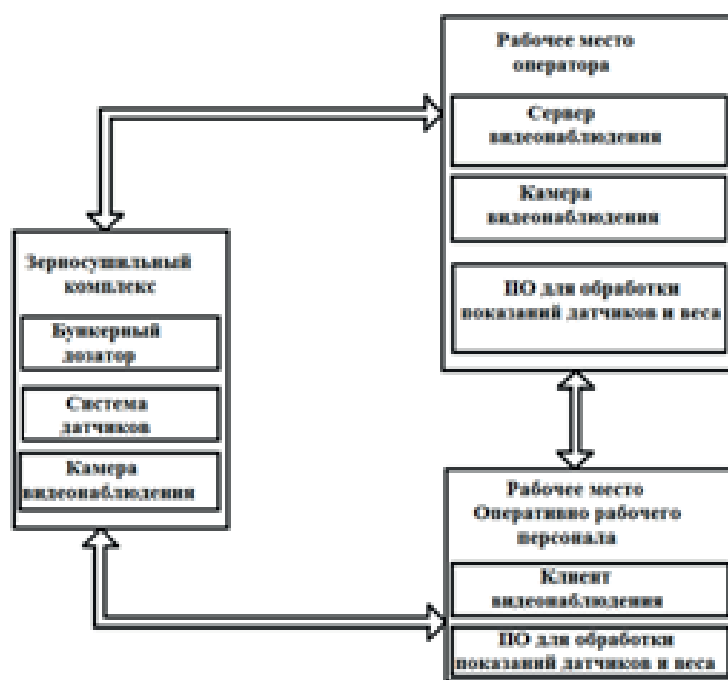 Рабочее место
оператора
Сервер
видеонаблюдения
Камера
видеонаблюдения
ПО для обработки
показаний датчиков и веса
Зерносушильный
комплекс
Бункерный
дозатор
Система
датчиков
Камера
видеонаблюдения
Рабочее место
Оперативно рабочего
персонала
Клиент
видеонаблюдения
ПО для обработки
показаний датчиков и веса